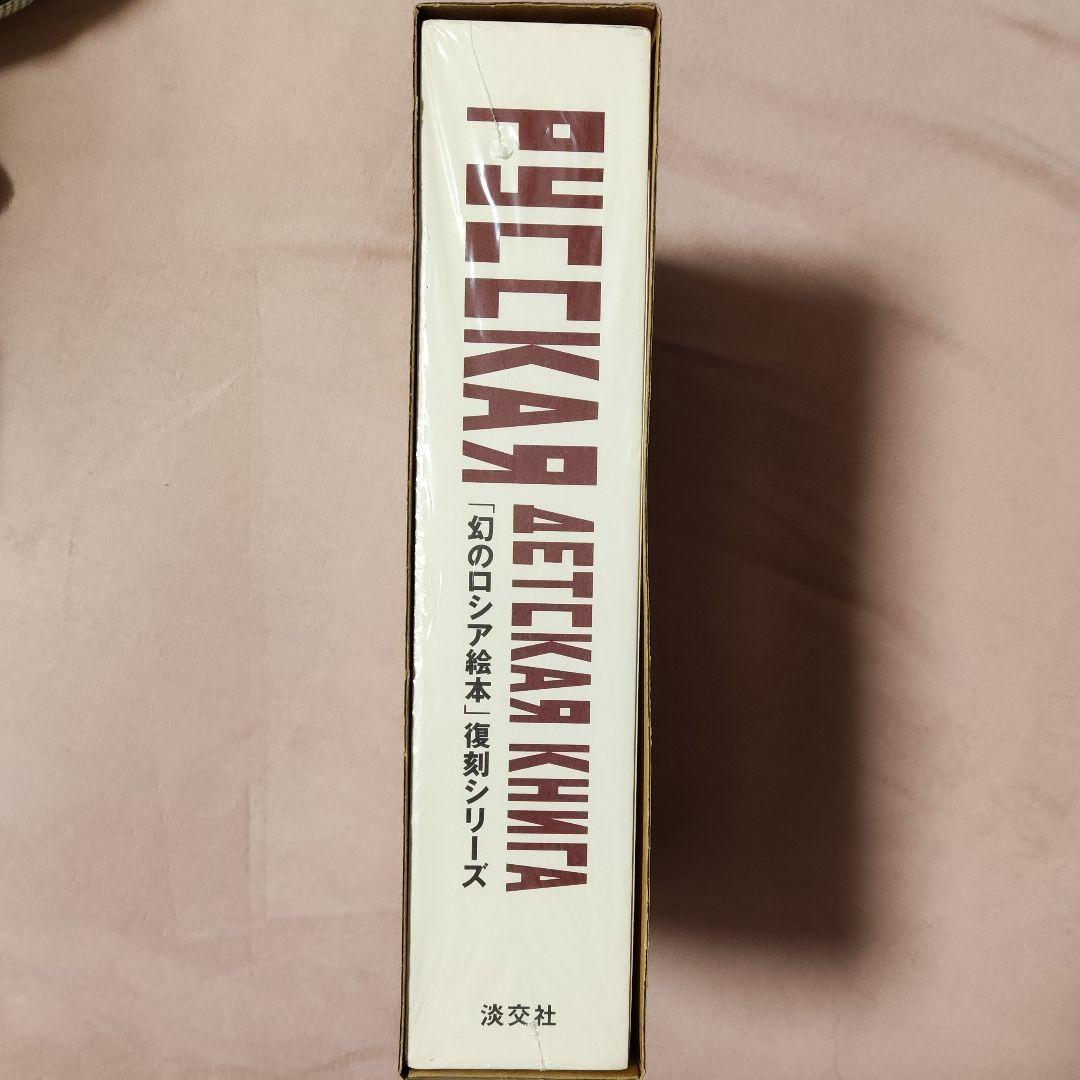 РУССКАЯ
ДЕТСКАЯ КНИГА
「幻のロシア絵本」復刻シリーズ
淡交社